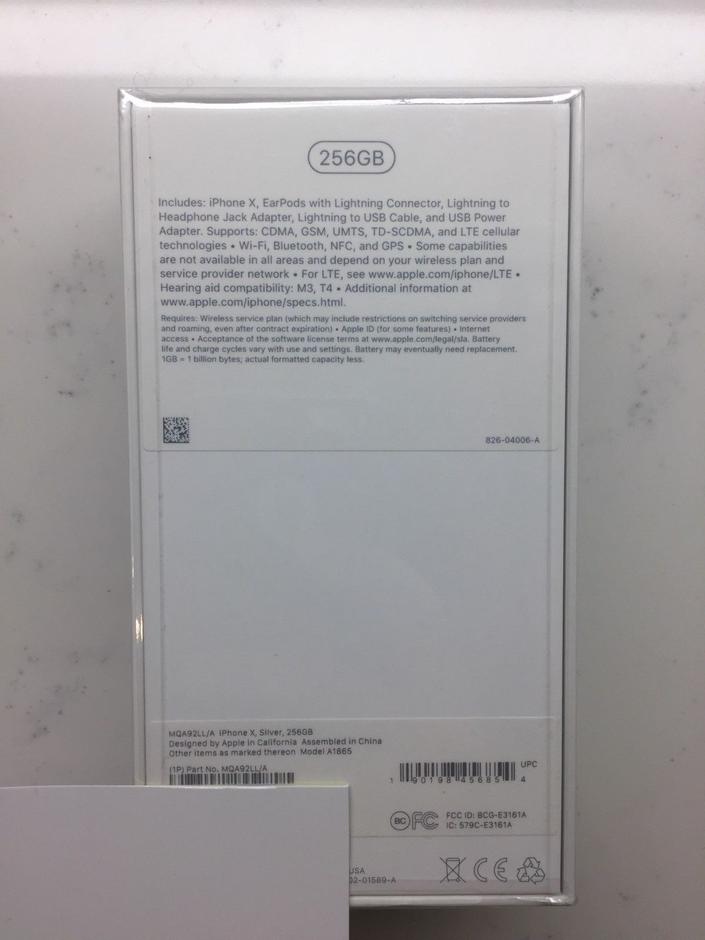 256GB
Includes: iPhone X, EarPods with Lightning Connector, Lightning to
Headphone Jack Adapter, Lightning to USB Cable, and USB Power
Adapter. Supports: CDMA, GSM, UMTS, TD-SCDMA, and LTE cellular
technologies • Wi-Fi, Bluetooth, NFC, and GPS • Some capabilities
are not available in all areas and depend on your wireless plan and
service provider network • For LTE, see www.apple.com/iphone/LTE •
Hearing aid compatibility: M3, T4 • Additional information at
www.apple.com/iphone/specs.html.
Requires: Wireless service plan (which may include restrictions on switching service providers
and roaming, even after contract expiration) • Apple ID (for some features) • Internet
access • Acceptance of the software license terms at www.apple.com/legal/sla. Battery
life and charge cycles vary with use and settings. Battery may eventually need replacement.
1GB = 1 billion bytes; actual formatted capacity less.
826-04006-A
MQA92LL/A iPhone X, Silver, 256GB
Designed by Apple in California Assembled in China
Other items as marked thereon Model A1865
(1P) Part No. MQA92LL/A
UPC
1 90198 45685 4
BC FC FCC ID: BCG-E3161A
IC: 579C-E3161A
USA
02-01589-A
CE